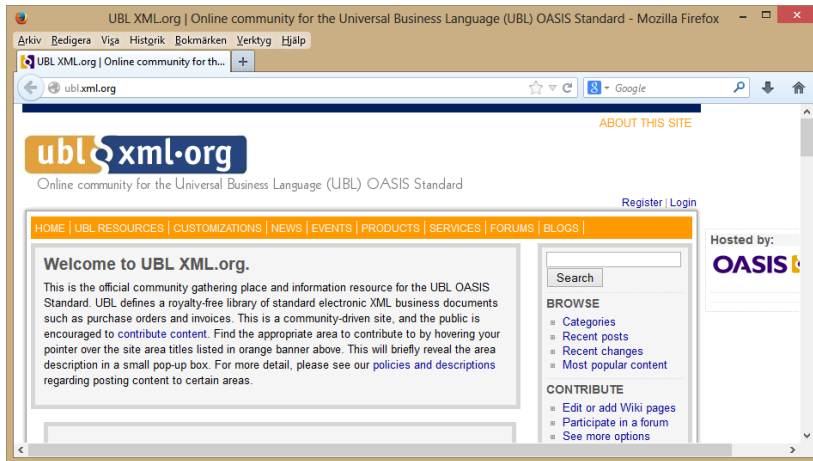 UBL XML.org | Online community for the Universal Business Language (UBL) OASIS Standard - Mozilla Firefox
Arkiv Redigera Visa Historik Bokmärken Verktyg Hjälp
UBL XML.org | Online community for th...
ubl.xml.org
Google
ABOUT THIS SITE
ubl xml·org
Online community for the Universal Business Language (UBL) OASIS Standard
Register | Login
HOME | UBL RESOURCES | CUSTOMIZATIONS | NEWS | EVENTS | PRODUCTS | SERVICES | FORUMS | BLOGS |
Welcome to UBL XML.org.
This is the official community gathering place and information resource for the UBL OASIS
Standard. UBL defines a royalty-free library of standard electronic XML business documents
such as purchase orders and invoices. This is a community-driven site, and the public is
encouraged to contribute content. Find the appropriate area to contribute to by hovering your
pointer over the site area titles listed in orange banner above. This will briefly reveal the area
description in a small pop-up box. For more detail, please see our policies and descriptions
regarding posting content to certain areas.
Search
BROWSE
Categories
Recent posts
Recent changes
Most popular content
CONTRIBUTE
Edit or add Wiki pages
Participate in a forum
See more options
Hosted by:
OASIS